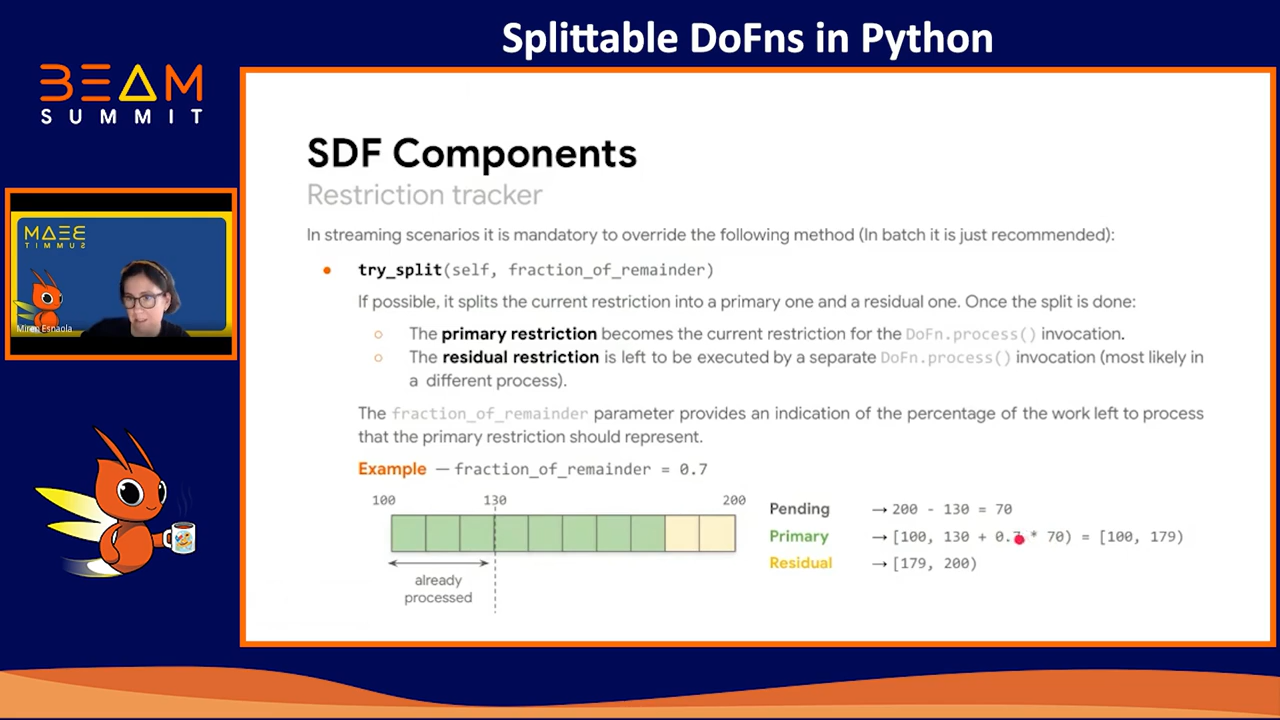 Splittable DoFns in Python
BEAM
SUMMIT
SDF Components
Restriction tracker
In streaming scenarios it is mandatory to override the following method (In batch it is just recommended):
• try_split(self, fraction_of_remainder)
If possible, it splits the current restriction into a primary one and a residual one. Once the split is done:
○ The primary restriction becomes the current restriction for the DoFn.process() invocation.
○ The residual restriction is left to be executed by a separate DoFn.process() invocation (most likely in
a different process).
The fraction_of_remainder parameter provides an indication of the percentage of the work left to process
that the primary restriction should represent.
Example — fraction_of_remainder = 0.7
100 130 200
already
processed
Pending → 200 - 130 = 70
Primary → [100, 130 + 0.7 * 70) = [100, 179)
Residual → [179, 200)
Miren Esnaola